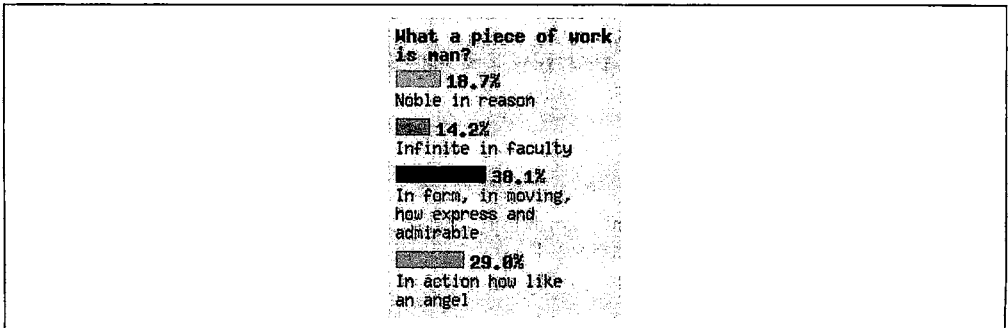 What a piece of work
is man?
18.7%
Noble in reason
14.2%
Infinite in faculty
38.1%
In form, in moving,
how express and
admirable
29.0%
In action how like
an angel